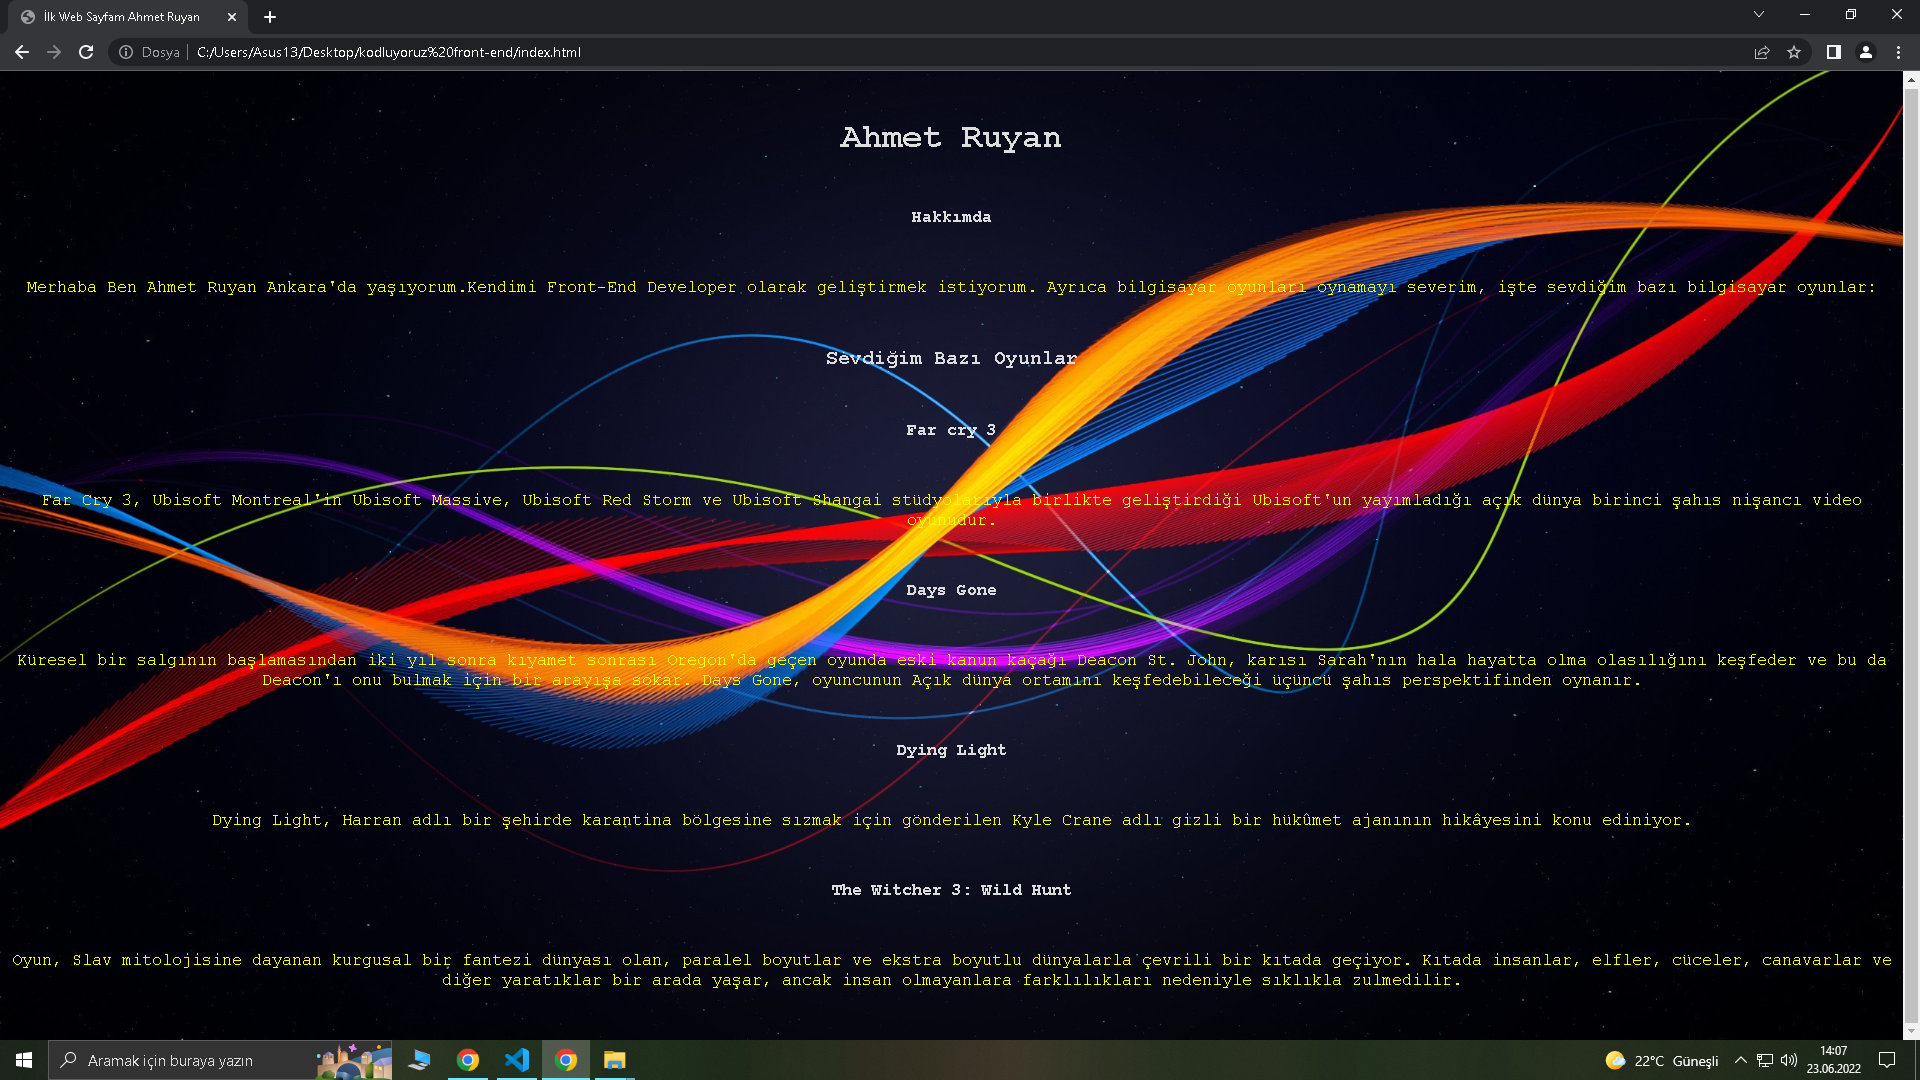 İlk Web Sayfam Ahmet Ruyan
Dosya
C:/Users/Asus13/Desktop/kodluyoruz%20front-end/index.html
Ahmet Ruyan
Hakkımda
Merhaba Ben Ahmet Ruyan Ankara'da yaşıyorum.Kendimi Front-End Developer olarak geliştirmek istiyorum. Ayrıca bilgisayar oyunları oynamayı severim, işte sevdiğim bazı bilgisayar oyunlar:
Sevdiğim Bazı Oyunlar
Far cry 3
Far Cry 3, Ubisoft Montreal'in Ubisoft Massive, Ubisoft Red Storm ve Ubisoft Shangai stüdyolarıyla birlikte geliştirdiği Ubisoft'un yayımladığı açık dünya birinci şahıs nişancı video
oyunudur.
Days Gone
Küresel bir salgının başlamasından iki yıl sonra kıyamet sonrası Oregon'da geçen oyunda eski kanun kaçağı Deacon St. John, karısı Sarah'nın hala hayatta olma olasılığını keşfeder ve bu da
Deacon'ı onu bulmak için bir arayışa sokar. Days Gone, oyuncunun Açık dünya ortamını keşfedebileceği üçüncü şahıs perspektifinden oynanır.
Dying Light
Dying Light, Harran adlı bir şehirde karantina bölgesine sızmak için gönderilen Kyle Crane adlı gizli bir hükûmet ajanının hikâyesini konu ediniyor.
The Witcher 3: Wild Hunt
Oyun, Slav mitolojisine dayanan kurgusal bir fantezi dünyası olan, paralel boyutlar ve ekstra boyutlu dünyalarla çevrili bir kıtada geçiyor. Kıtada insanlar, elfler, cüceler, canavarlar ve
diğer yaratıklar bir arada yaşar, ancak insan olmayanlara farklılıkları nedeniyle sıklıkla zulmedilir.
Aramak için buraya yazın
22°C Güneşli
14:07
23.06.2022